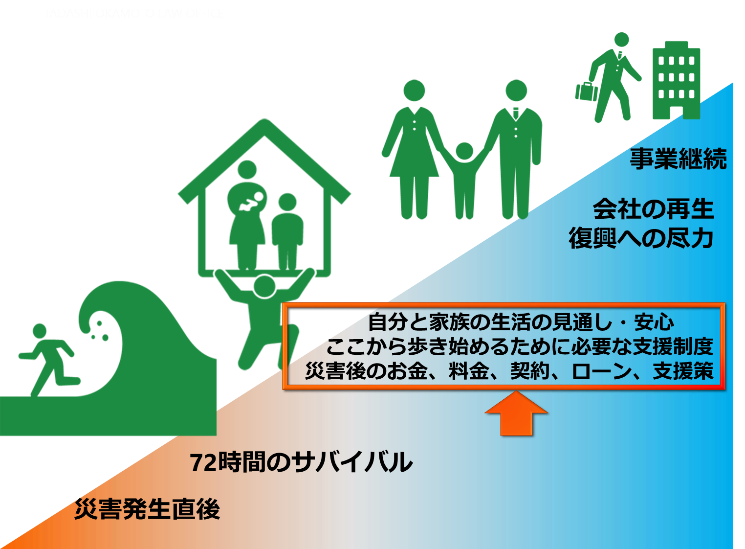 事業継続
会社の再生
復興への尽力
自分と家族の生活の見通し・安心
ここから歩き始めるために必要な支援制度
災害後のお金、料金、契約、ローン、支援策
72時間のサバイバル
災害発生直後